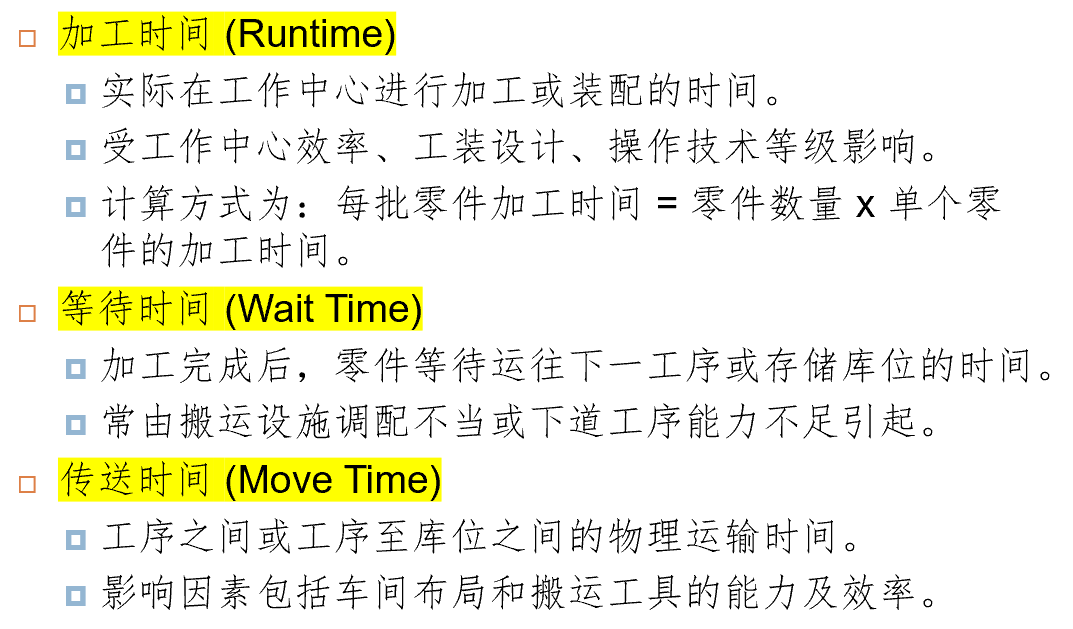 加工时间 (Runtime)
实际在工作中心进行加工或装配的时间。
受工作中心效率、工装设计、操作技术等级影响。
计算方式为：每批零件加工时间 = 零件数量 x 单个零
件的加工时间。
等待时间 (Wait Time)
加工完成后，零件等待运往下一工序或存储库位的时间。
常由搬运设施调配不当或下道工序能力不足引起。
传送时间 (Move Time)
工序之间或工序至库位之间的物理运输时间。
影响因素包括车间布局和搬运工具的能力及效率。